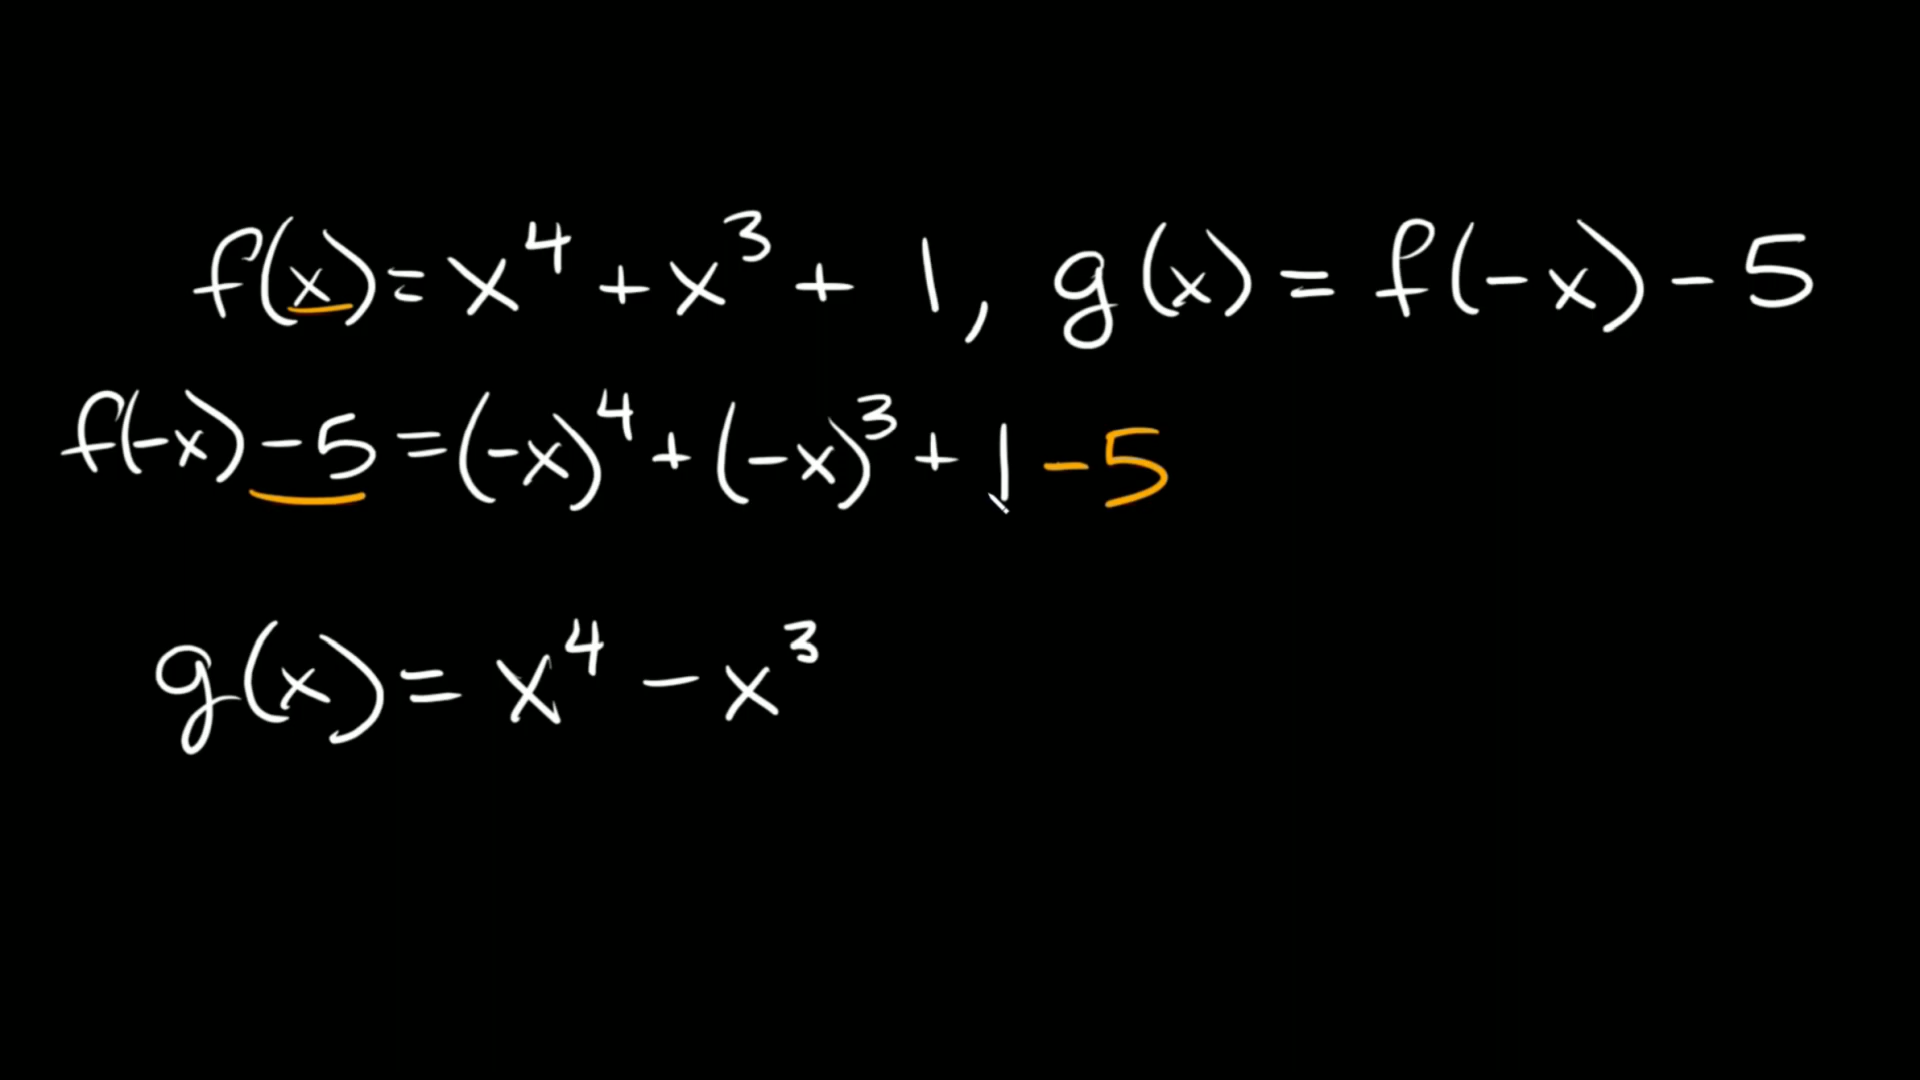 f(x) = x⁴ + x³ + 1, g(x) = f(-x) - 5
f(-x) - 5 = (-x)⁴ + (-x)³ + 1 - 5
g(x) = x⁴ - x³